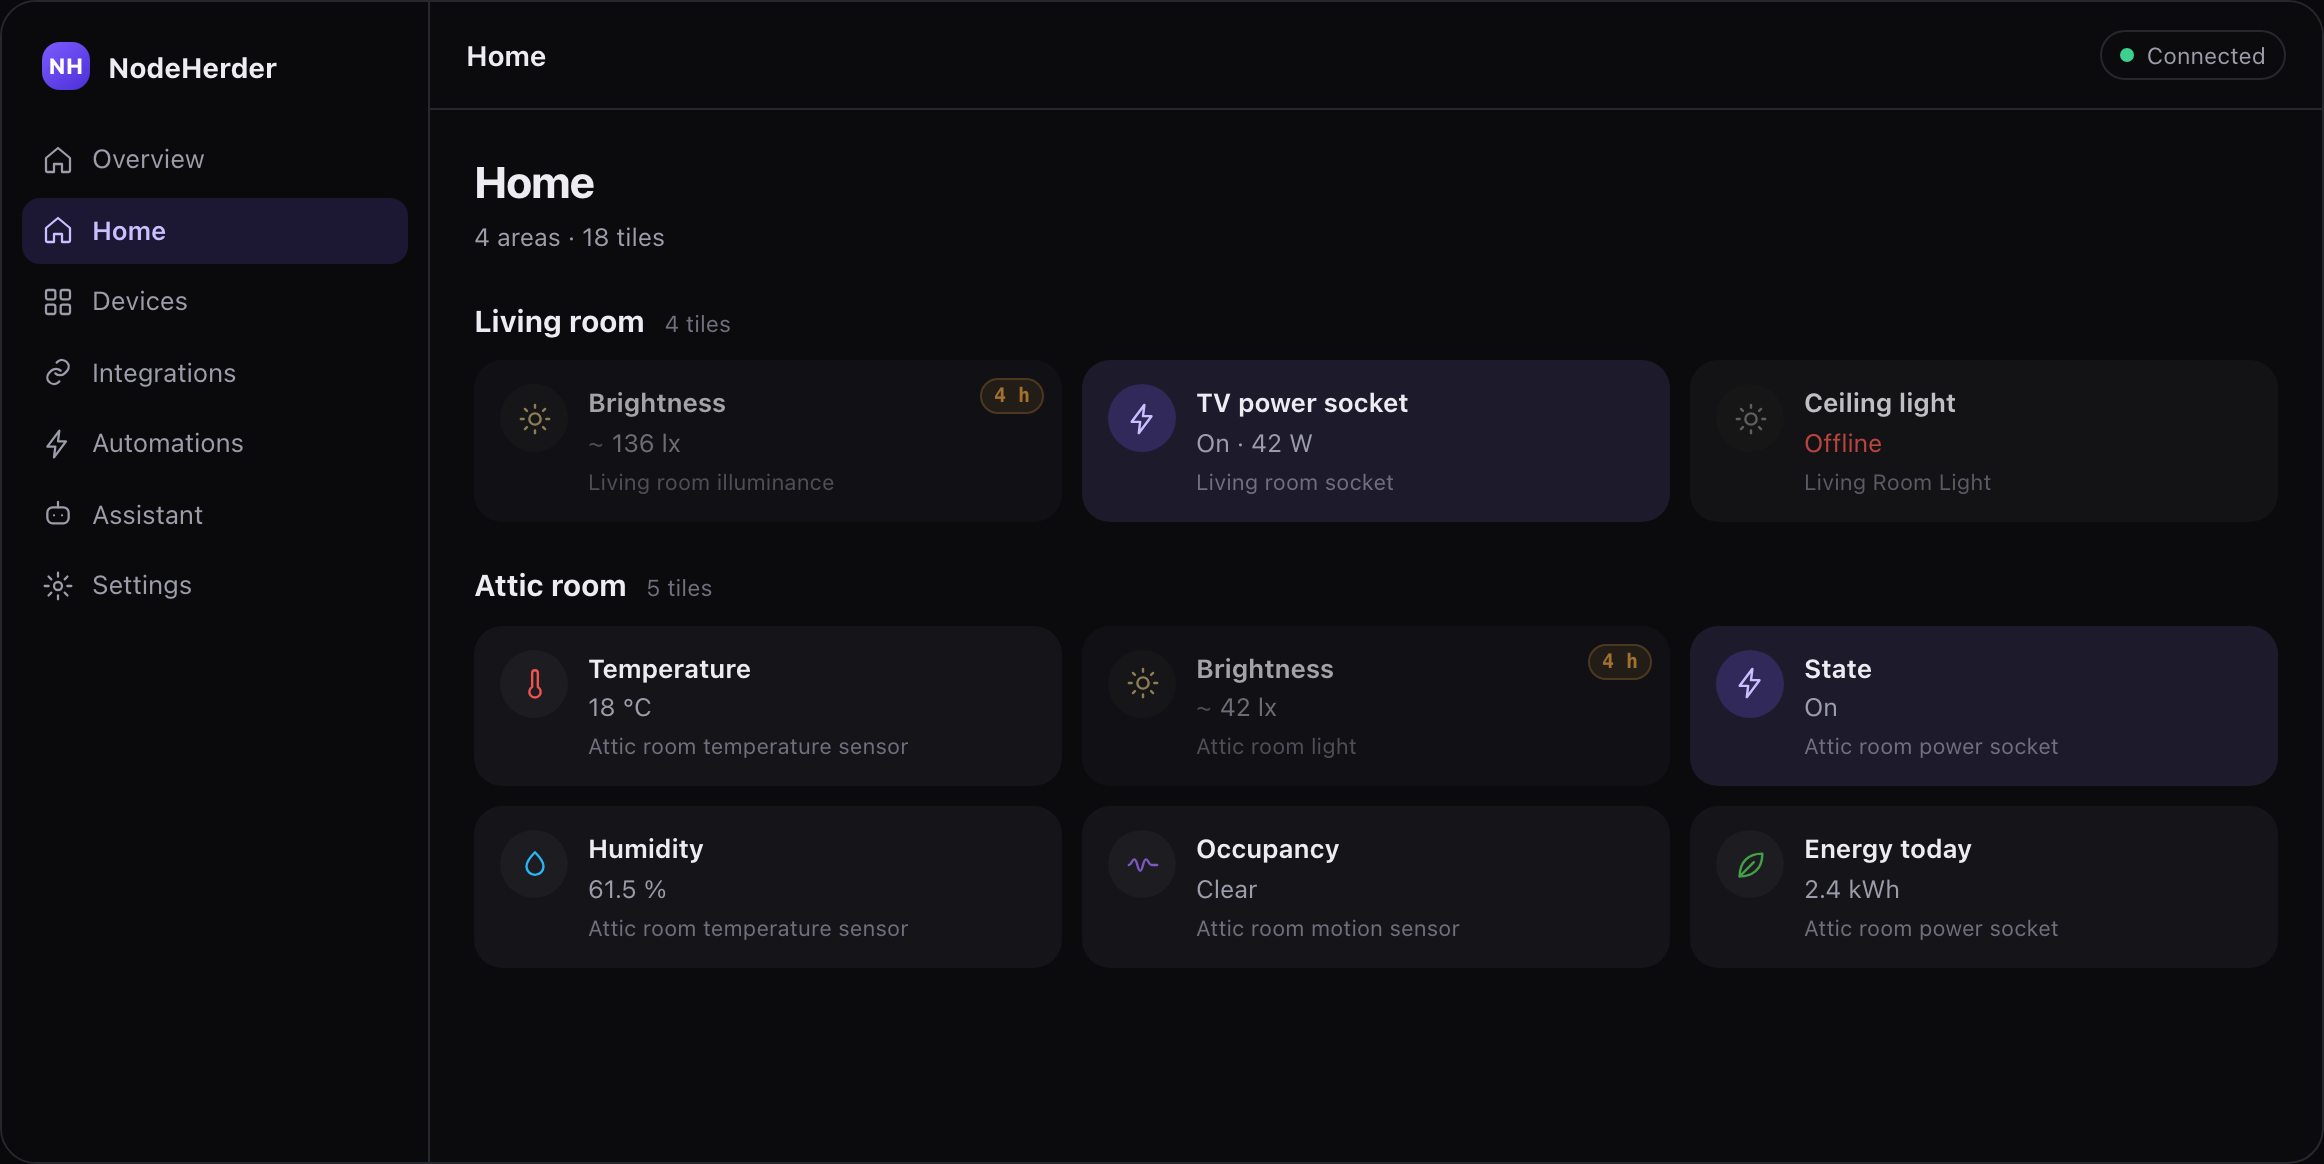 NH NodeHerder
Overview
Home
Devices
Integrations
Automations
Assistant
Settings
Home
Connected
Home
4 areas · 18 tiles
Living room 4 tiles
Brightness
4 h
~ 136 lx
Living room illuminance
TV power socket
On · 42 W
Living room socket
Ceiling light
Offline
Living Room Light
Attic room 5 tiles
Temperature
18 °C
Attic room temperature sensor
Brightness
4 h
~ 42 lx
Attic room light
State
On
Attic room power socket
Humidity
61.5 %
Attic room temperature sensor
Occupancy
Clear
Attic room motion sensor
Energy today
2.4 kWh
Attic room power socket